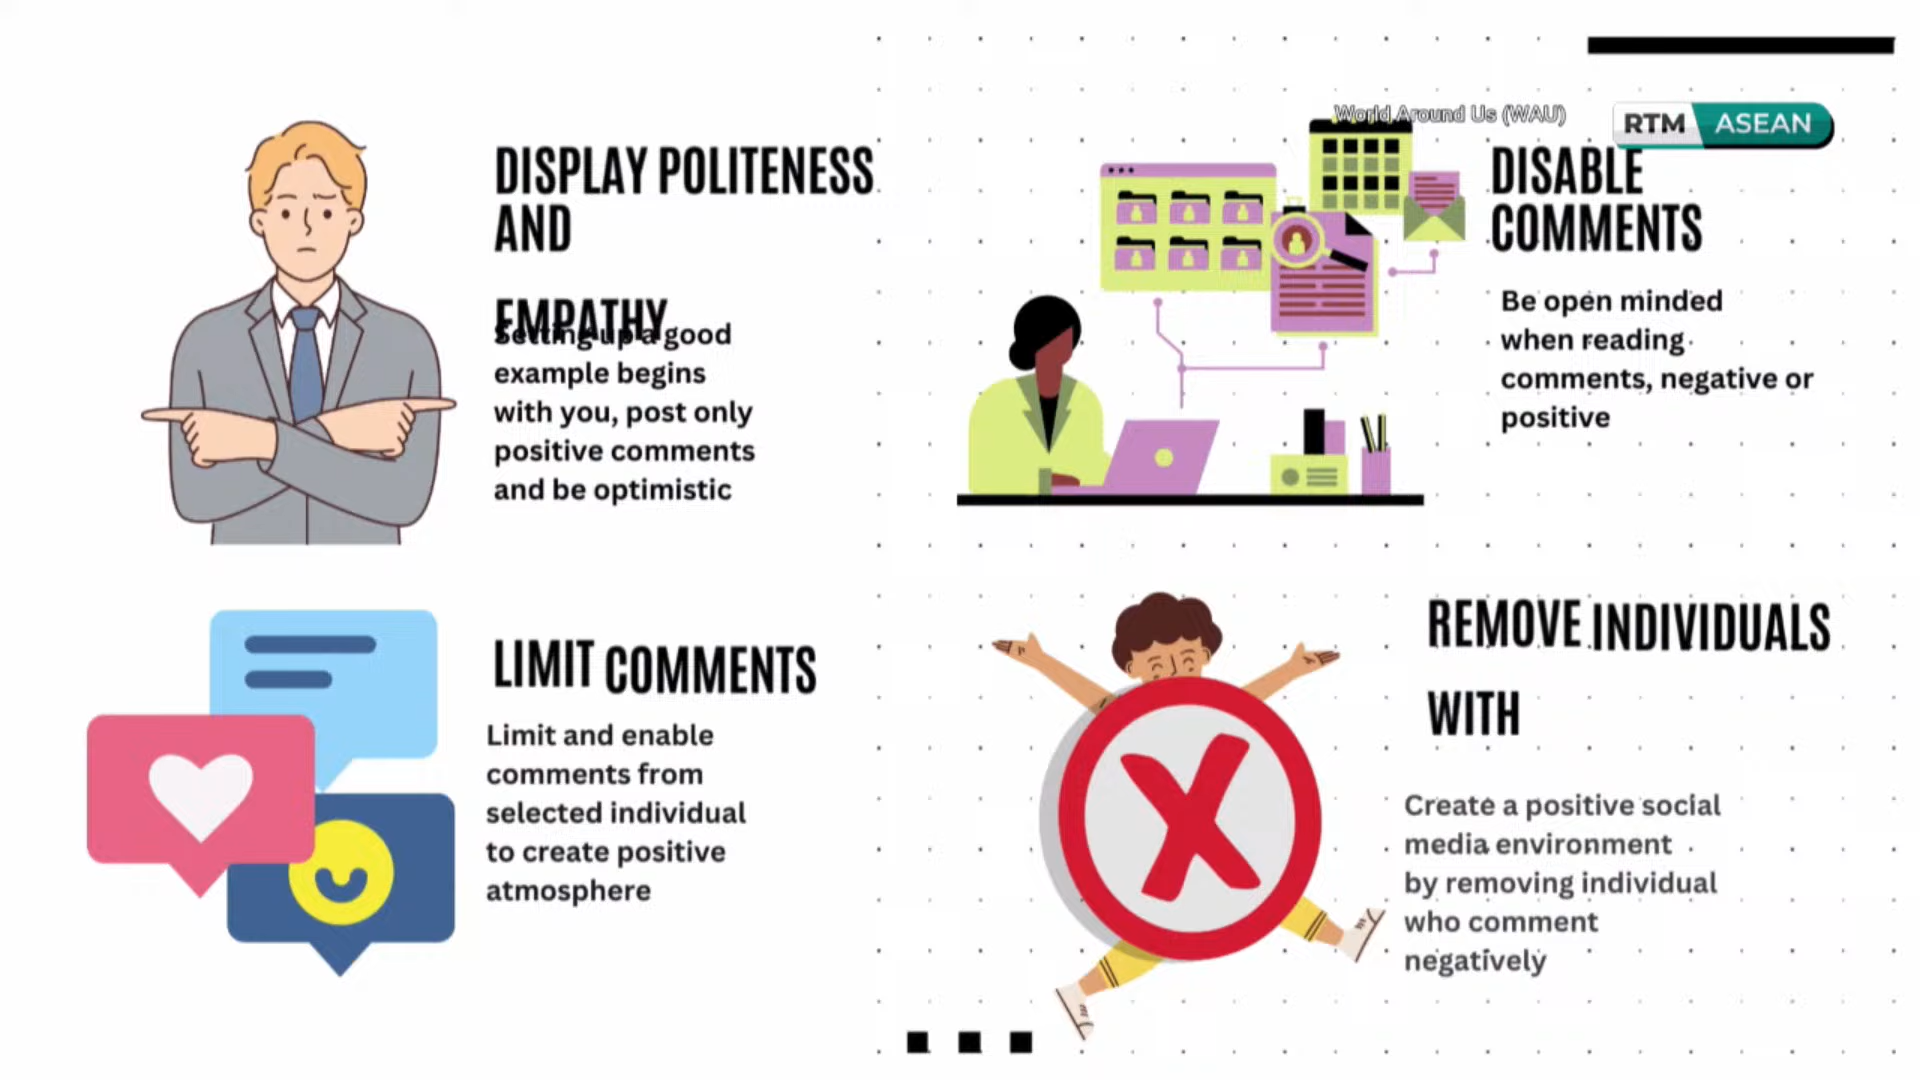 World Around Us (WAU)
RTM ASEAN
DISPLAY POLITENESS
AND
EMPATHY
Setting up a good
example begins
with you, post only
positive comments
and be optimistic
DISABLE
COMMENTS
Be open minded
when reading
comments, negative or
positive
LIMIT COMMENTS
Limit and enable
comments from
selected individual
to create positive
atmosphere
REMOVE INDIVIDUALS
WITH
Create a positive social
media environment
by removing individual
who comment
negatively